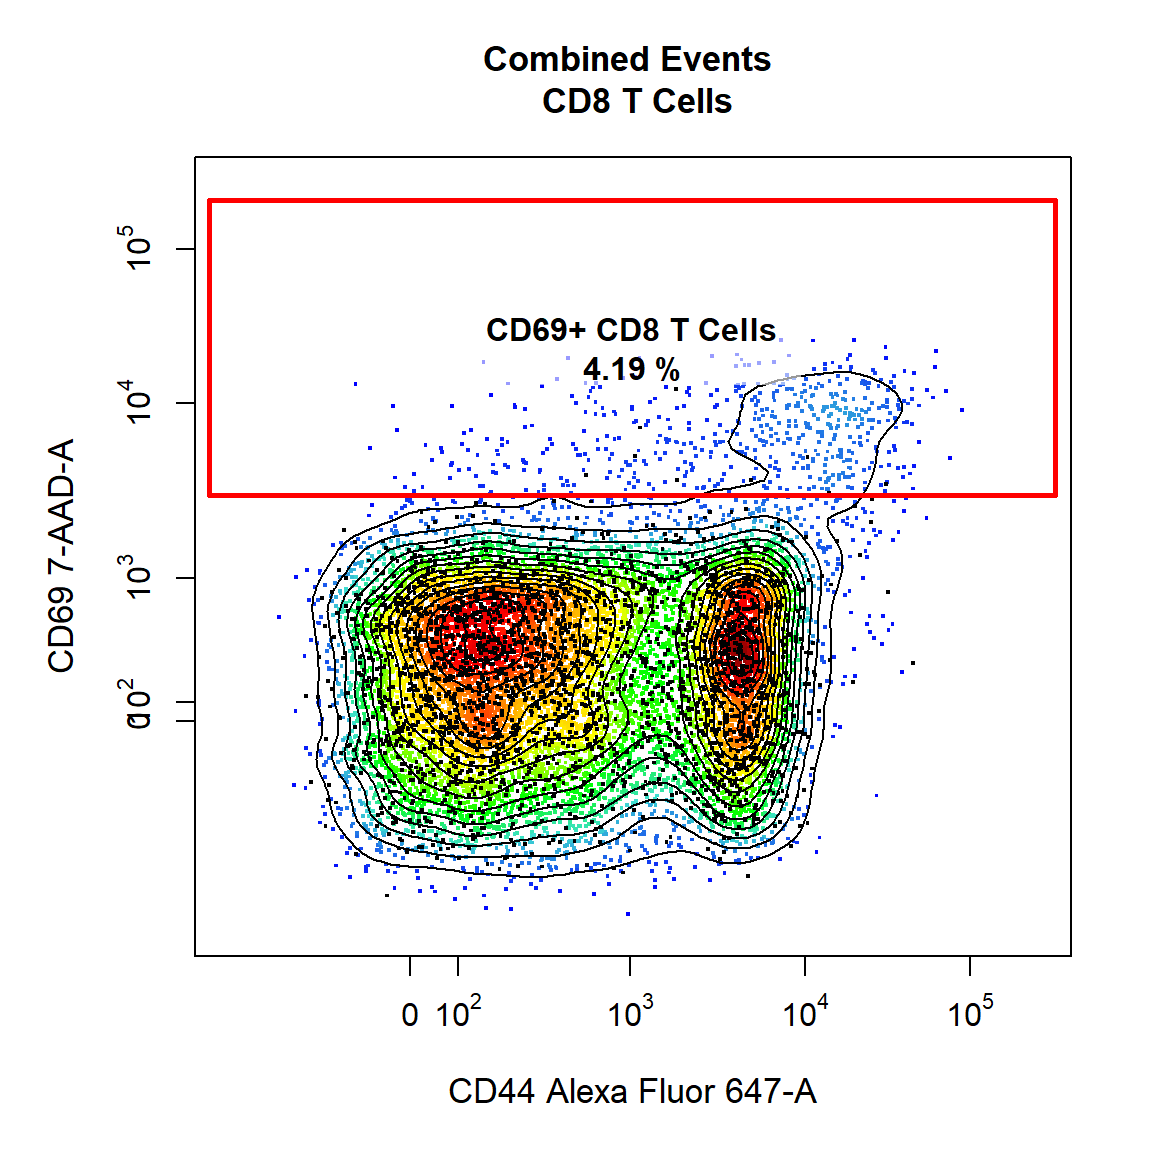 Combined Events
CD8 T Cells
CD69+ CD8 T Cells
4.19 %
CD69 7-AAD-A
10^5
10^4
10^3
10^2
0
0 10^2 10^3 10^4 10^5
CD44 Alexa Fluor 647-A